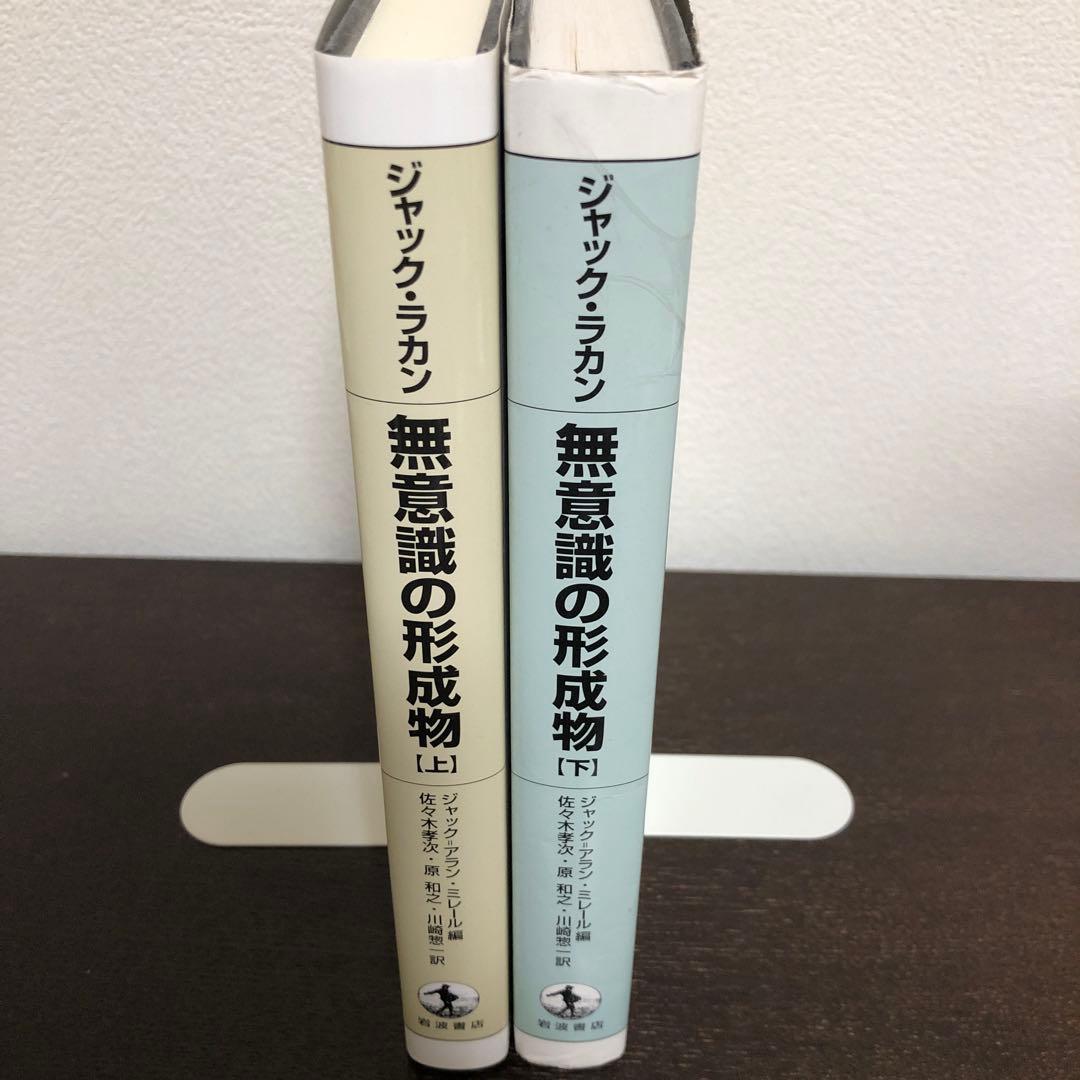 ジャック・ラカン
無意識の形成物
【上】
ジャック=アラン・ミレール編
佐々木孝次・原 和之・川崎惣一訳
岩波書店
ジャック・ラカン
無意識の形成物
【下】
ジャック=アラン・ミレール編
佐々木孝次・原 和之・川崎惣一訳
岩波書店